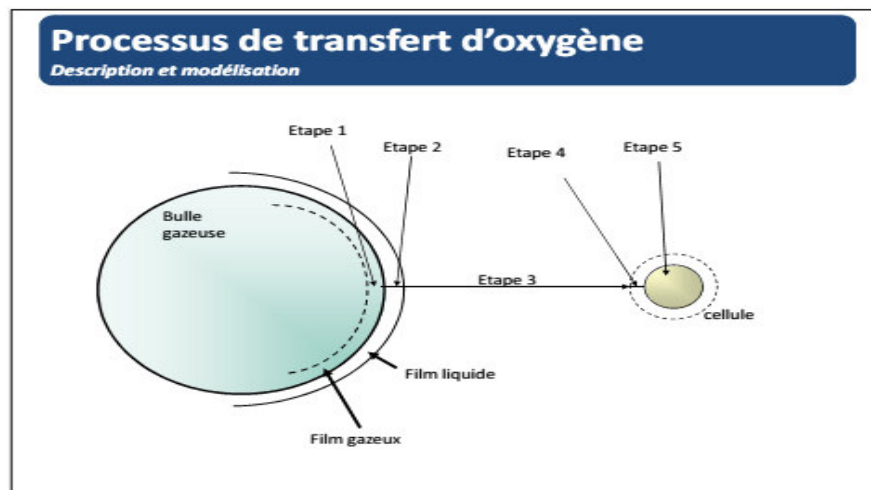 Processus de transfert d'oxygène
Description et modélisation
Etape 1
Etape 2
Etape 4
Etape 5
Bulle
gazeuse
Etape 3
cellule
Film liquide
Film gazeux